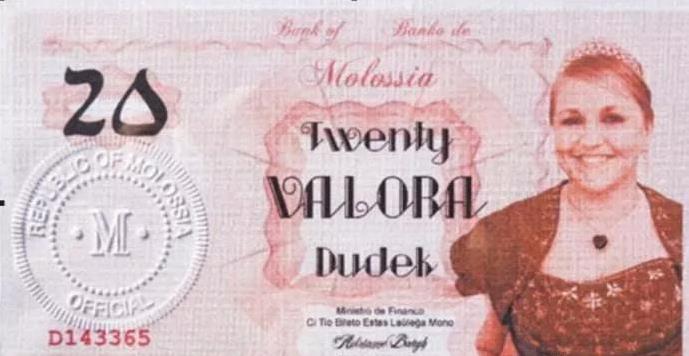 Bank of Banko de
Molossia
20
Twenty
VALORA
Dudek
REPUBLIC OF MOLOSSIA
M
OFFICIAL
Ministro de Financo
Ci Tio Bileto Estas Laŭleĝa Mono
D143365